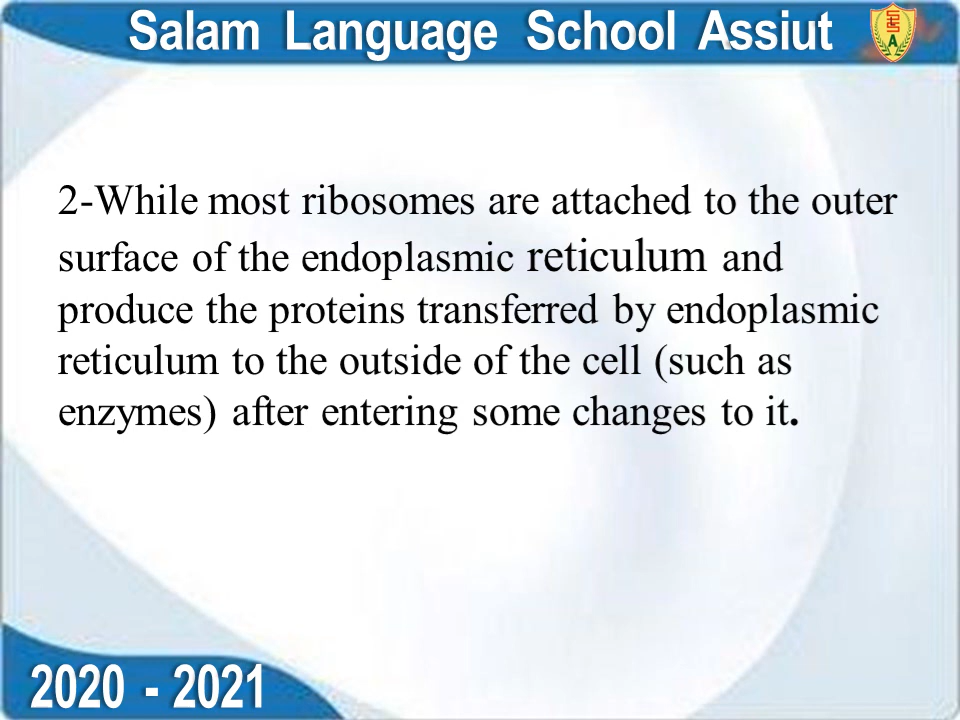 Salam Language School Assiut
A
2-While most ribosomes are attached to the outer
surface of the endoplasmic reticulum and
produce the proteins transferred by endoplasmic
reticulum to the outside of the cell (such as
enzymes) after entering some changes to it.
2020 - 2021